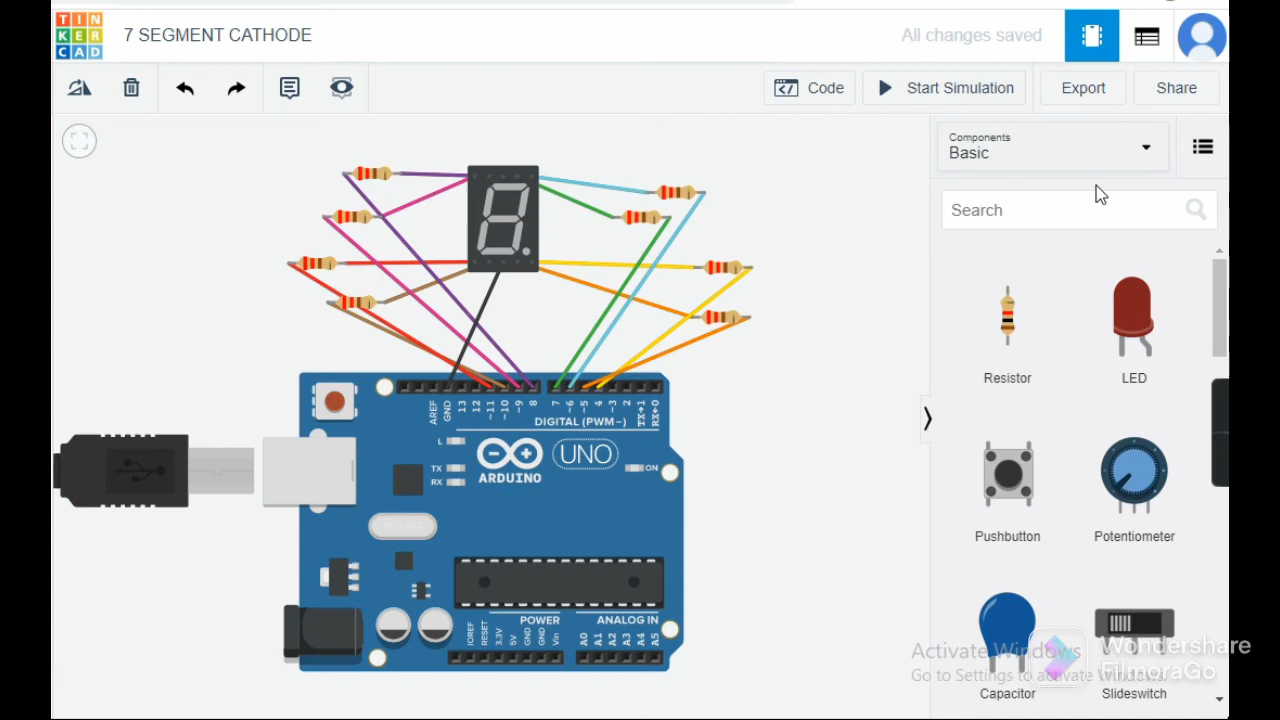 TIN
KER
CAD
7 SEGMENT CATHODE
All changes saved
Code
Start Simulation
Export
Share
Components
Basic
Search
Resistor
LED
Pushbutton
Potentiometer
Capacitor
Slideswitch
AREF
GND
13
12
~11
~10
~9
8
7
~6
~5
4
~3
2
TX→1
RX←0
DIGITAL (PWM~)
L
TX
RX
ARDUINO
UNO
ON
POWER
ANALOG IN
IOREF
RESET
3.3V
5V
GND
GND
Vin
A0
A1
A2
A3
A4
A5
Activate Windows
Go to Settings to activate Windows.
Wondershare
FilmoraGo